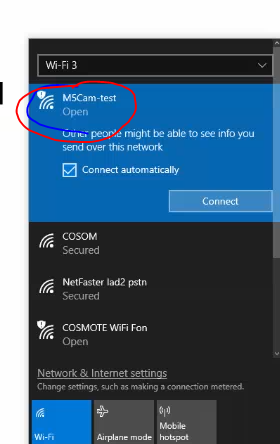 Wi-Fi 3
M5Cam-test
Open
Other people might be able to see info you
send over this network
Connect automatically
Connect
COSOM
Secured
NetFaster Iad2 pstn
Secured
COSMOTE WiFi Fon
Open
Network & Internet settings
Change settings, such as making a connection metered.
Wi-Fi
Airplane mode
Mobile
hotspot